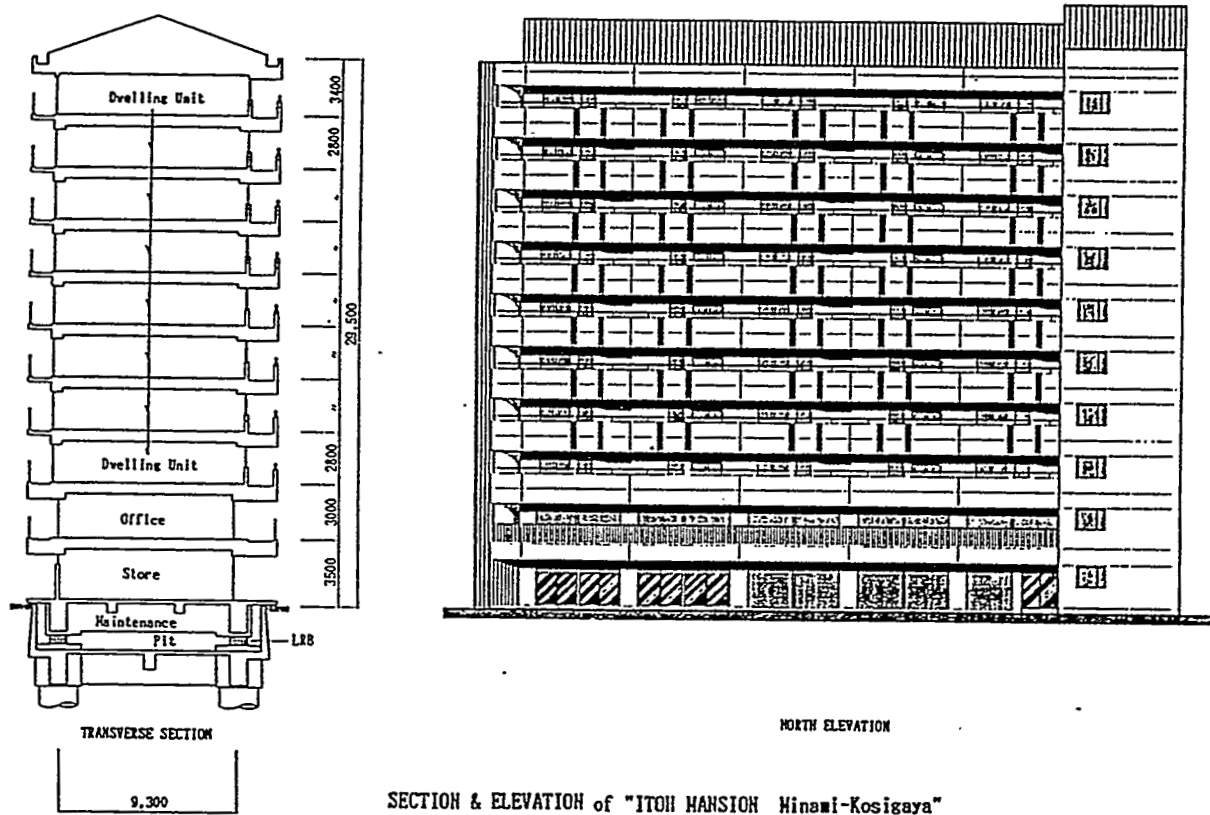 Dwelling Unit
3400
2800
"
"
"
29,500
"
Dwelling Unit
2800
Office
3000
Store
3500
Maintenance
Pit
LRB
TRANSVERSE SECTION
NORTH ELEVATION
9,300
SECTION & ELEVATION of "ITOH MANSION Minami-Kosigaya"